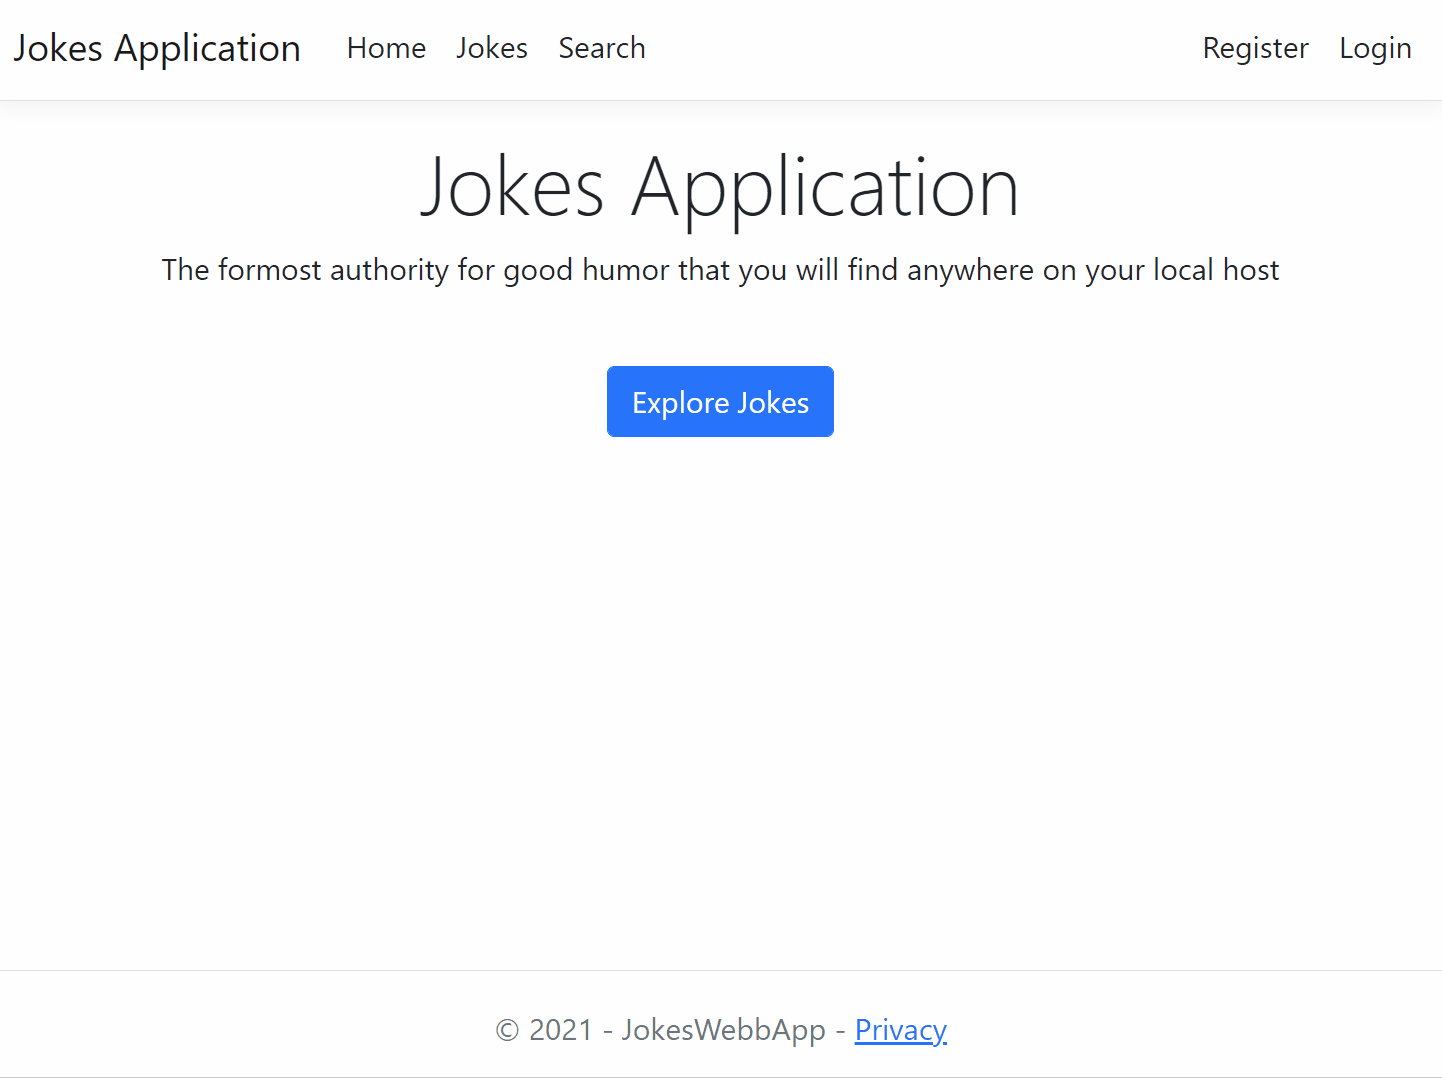 Jokes Application Home Jokes Search Register Login
Jokes Application
The formost authority for good humor that you will find anywhere on your local host
Explore Jokes
© 2021 - JokesWebbApp - Privacy